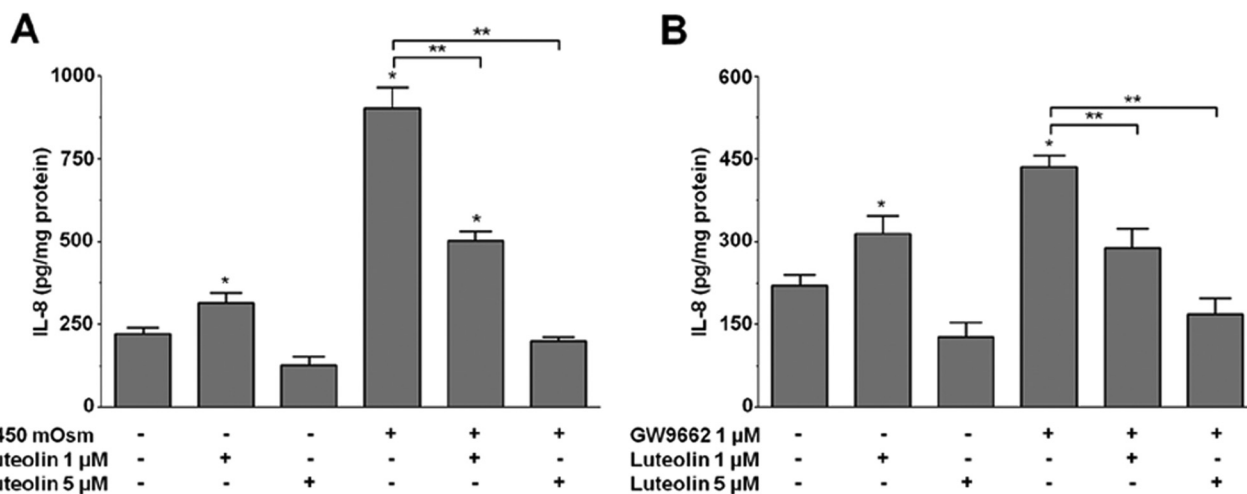 A
B
**
**
*
*
*
1000
750
500
250
0
IL-8 (pg/mg protein)
450 mOsm - - - + + +
uteolin 1 µM - + - - + -
uteolin 5 µM - - + - - +
**
**
*
*
600
450
300
150
0
IL-8 (pg/mg protein)
GW9662 1 µM - - - + + +
Luteolin 1 µM - + - - + -
Luteolin 5 µM - - + - - +